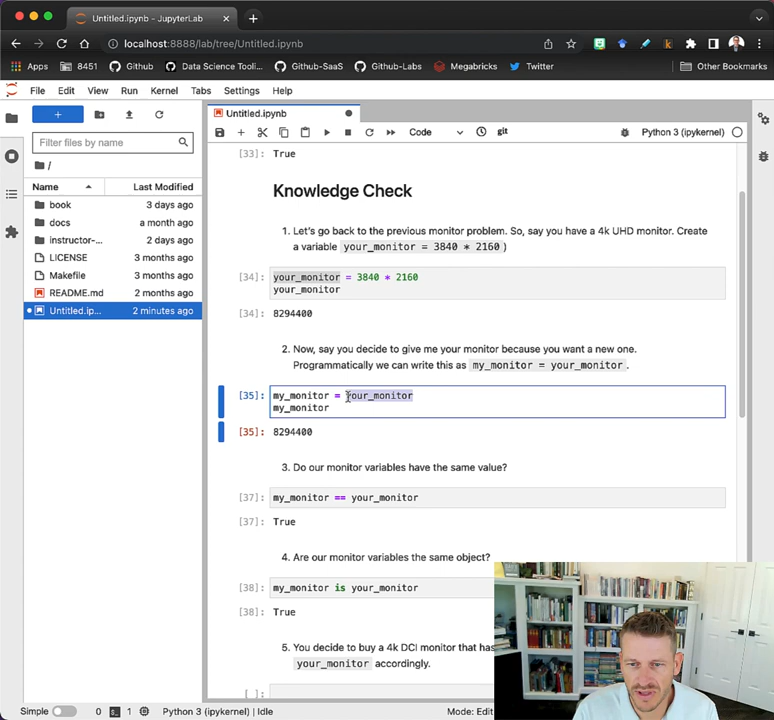 Untitled.ipynb - JupyterLab
localhost:8888/lab/tree/Untitled.ipynb
Apps 8451 Github Data Science Tooli... Github-SaaS Github-Labs Megabricks Twitter Other Bookmarks
File Edit View Run Kernel Tabs Settings Help
Untitled.ipynb
Code git Python 3 (ipykernel)
Filter files by name
/
Name Last Modified
book 3 days ago
docs a month ago
instructor-... 2 days ago
LICENSE 3 months ago
Makefile 3 months ago
README.md 2 months ago
Untitled.ip... 2 minutes ago
[33]: True
Knowledge Check
1. Let's go back to the previous monitor problem. So, say you have a 4k UHD monitor. Create
a variable your_monitor = 3840 * 2160 )
[34]: your_monitor = 3840 * 2160
your_monitor
[34]: 8294400
2. Now, say you decide to give me your monitor because you want a new one.
Programmatically we can write this as my_monitor = your_monitor .
[35]: my_monitor = your_monitor
my_monitor
[35]: 8294400
3. Do our monitor variables have the same value?
[37]: my_monitor == your_monitor
[37]: True
4. Are our monitor variables the same object?
[38]: my_monitor is your_monitor
[38]: True
5. You decide to buy a 4k DCI monitor that has
your_monitor accordingly.
[ ]:
Simple 0 1 Python 3 (ipykernel) | Idle Mode: Edit